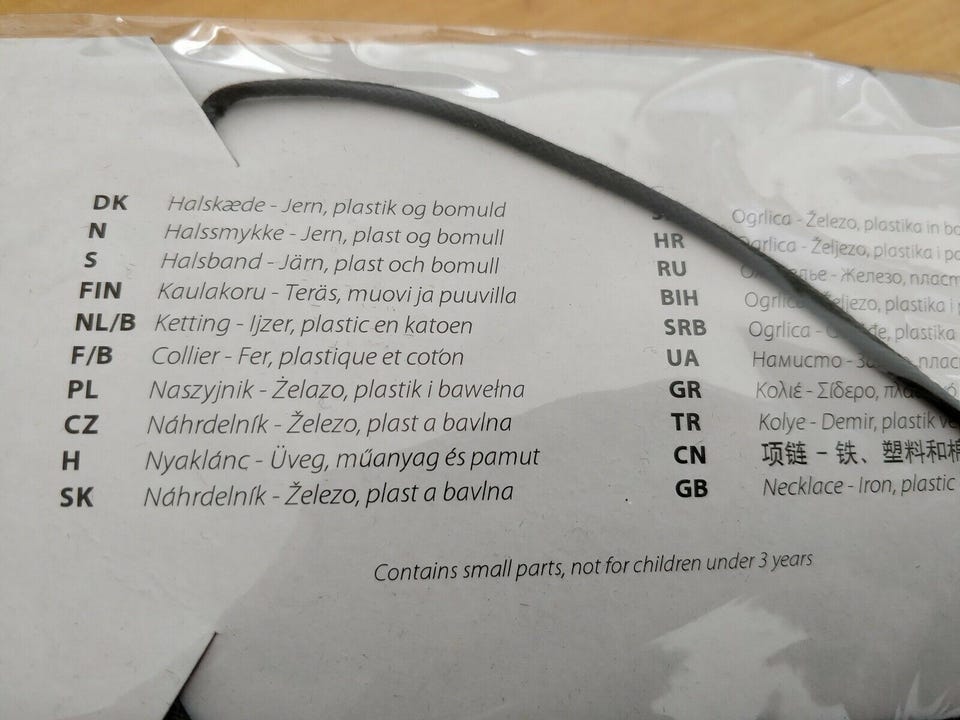 DK Halskæde - Jern, plastik og bomuld
N Halssmykke - Jern, plast og bomull
S Halsband - Järn, plast och bomull
FIN Kaulakoru - Teräs, muovi ja puuvilla
NL/B Ketting - Ijzer, plastic en katoen
F/B Collier - Fer, plastique et coton
PL Naszyjnik - Żelazo, plastik i bawełna
CZ Náhrdelník - Železo, plast a bavlna
H Nyaklánc - Üveg, műanyag és pamut
SK Náhrdelník - Železo, plast a bavlna
Ogrlica - Železo, plastika in
HR Željezo, plastika i
RU - Железо,
BIH Željezo, plastika i
SRB Ogrlica - plastika
UA Намисто -
GR Κολιέ - Σίδερο,
TR Kolye - Demir, plastik
CN 项链 - 铁、塑料和
GB Necklace - Iron, plastic
Contains small parts, not for children under 3 years